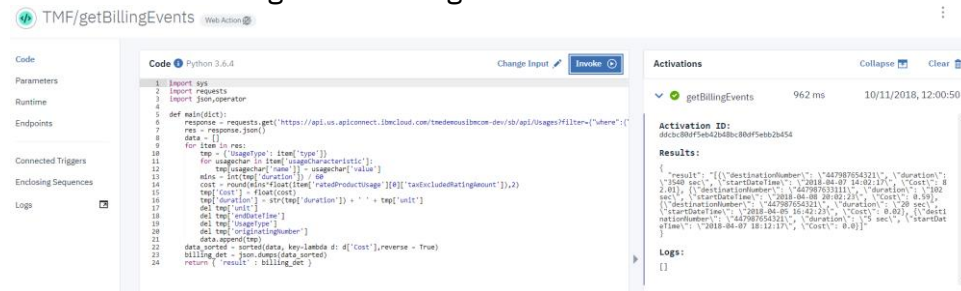 TMF/getBillingEvents Web Action
Code
Parameters
Runtime
Endpoints
Connected Triggers
Enclosing Sequences
Logs
Code Python 3.6.4 Change Input Invoke
1 import sys
2 import requests
3 import json,operator
4
5 def main(dict):
6 response = requests.get('https://api.us.apiconnect.ibmcloud.com/tmedemousibmcom-dev/sb/api/Usages?filter={"where":{"
7 res = response.json()
8 data = []
9 for item in res:
10 tmp = {'UsageType': item['type']}
11 for usagechar in item['usageCharacteristic']:
12 tmp[usagechar['name']] = usagechar['value']
13 mins = int(tmp['duration']) / 60
14 cost = round(mins*float(item['ratedProductUsage'][0]['taxExcludedRatingAmount']),2)
15 tmp['Cost'] = float(cost)
16 tmp['duration'] = str(tmp['duration']) + ' ' + tmp['unit']
17 del tmp['unit']
18 del tmp['endDateTime']
19 del tmp['UsageType']
20 del tmp['originatingNumber']
21 data.append(tmp)
22 data_sorted = sorted(data, key=lambda d: d['Cost'],reverse = True)
23 billing_det = json.dumps(data_sorted)
24 return { 'result' : billing_det }
Activations Collapse Clear
getBillingEvents 962 ms 10/11/2018, 12:00:50
Activation ID:
ddcbc80df5eb42b48bc80df5ebb2b454
Results:
{
"result": "[{\"destinationNumber\": \"447987654321\", \"duration\":
\"3540 sec\", \"startDateTime\": \"2018-04-07 14:02:17\", \"Cost\": 8
2.01}, {\"destinationNumber\": \"447987633111\", \"duration\": \"102
sec\", \"startDateTime\": \"2018-04-08 20:02:23\", \"Cost\": 0.59},
{\"destinationNumber\": \"447987654321\", \"duration\": \"20 sec\",
\"startDateTime\": \"2018-04-05 16:42:23\", \"Cost\": 0.02}, {\"desti
nationNumber\": \"447987654321\", \"duration\": \"5 sec\", \"startDat
eTime\": \"2018-04-07 18:12:17\", \"Cost\": 0.0}]"
}
Logs:
[]